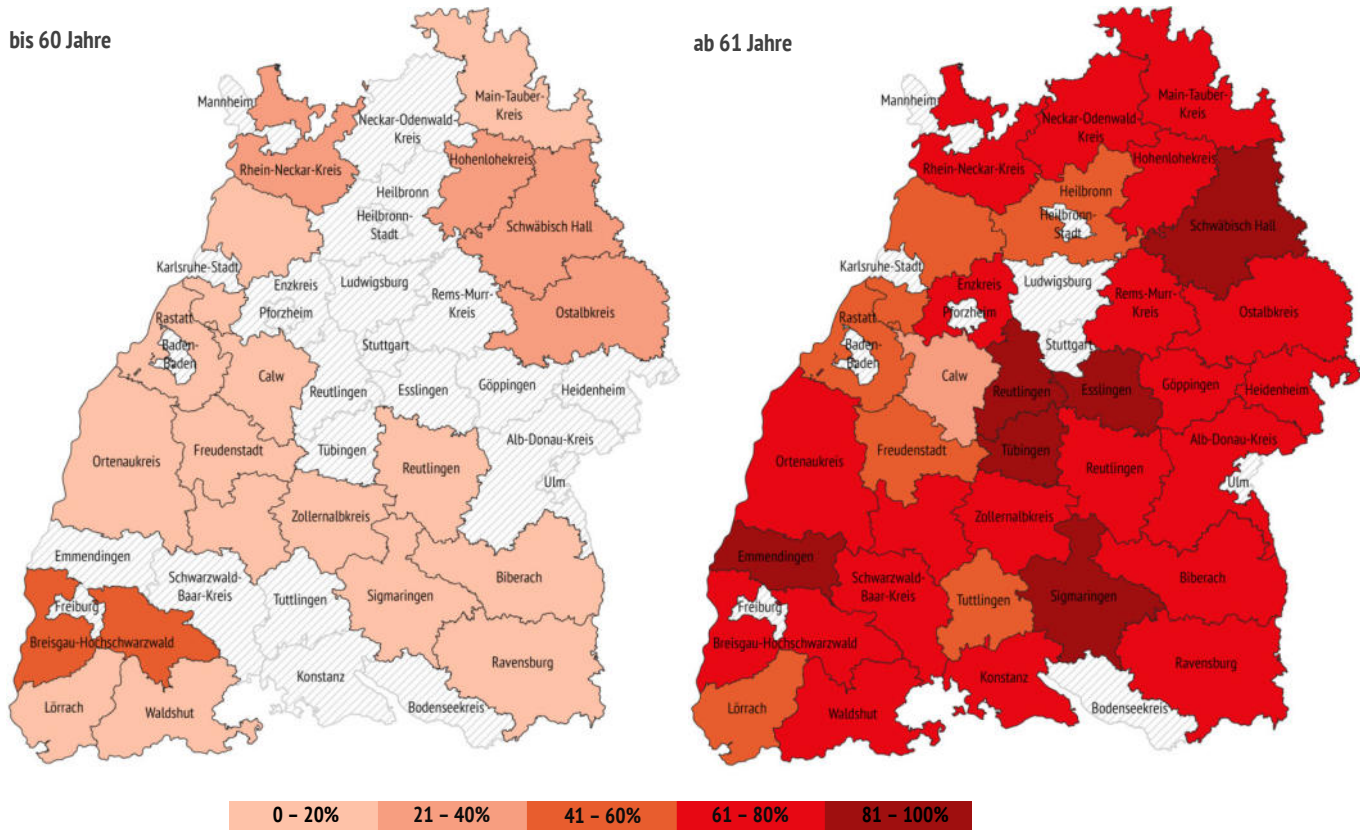 bis 60 Jahre
Mannheim
Main-Tauber-
Kreis
Neckar-Odenwald-
Kreis
Hohenlohekreis
Rhein-Neckar-Kreis
Heilbronn
Heilbronn-
Stadt
Schwäbisch Hall
Karlsruhe-Stadt
Enzkreis
Ludwigsburg
Rems-Murr-
Kreis
Pforzheim
Ostalbkreis
Rastatt
Baden-
Baden
Stuttgart
Calw
Reutlingen
Esslingen
Göppingen
Heidenheim
Alb-Donau-Kreis
Tübingen
Freudenstadt
Ortenaukreis
Reutlingen
Ulm
Zollernalbkreis
Emmendingen
Schwarzwald-
Baar-Kreis
Biberach
Sigmaringen
Tuttlingen
Freiburg
Breisgau-Hochschwarzwald
Ravensburg
Konstanz
Bodenseekreis
Lörrach
Waldshut
ab 61 Jahre
Mannheim
Main-Tauber-
Kreis
Neckar-Odenwald-
Kreis
Hohenlohekreis
Rhein-Neckar-Kreis
Heilbronn
Heilbronn-
Stadt
Schwäbisch Hall
Karlsruhe-Stadt
Enzkreis
Ludwigsburg
Rems-Murr-
Kreis
Pforzheim
Ostalbkreis
Rastatt
Baden-
Baden
Stuttgart
Calw
Reutlingen
Esslingen
Göppingen
Heidenheim
Alb-Donau-Kreis
Tübingen
Freudenstadt
Ortenaukreis
Reutlingen
Ulm
Zollernalbkreis
Emmendingen
Schwarzwald-
Baar-Kreis
Biberach
Sigmaringen
Tuttlingen
Freiburg
Breisgau-Hochschwarzwald
Ravensburg
Konstanz
Bodenseekreis
Lörrach
Waldshut
0 – 20%
21 – 40%
41 – 60%
61 – 80%
81 – 100%